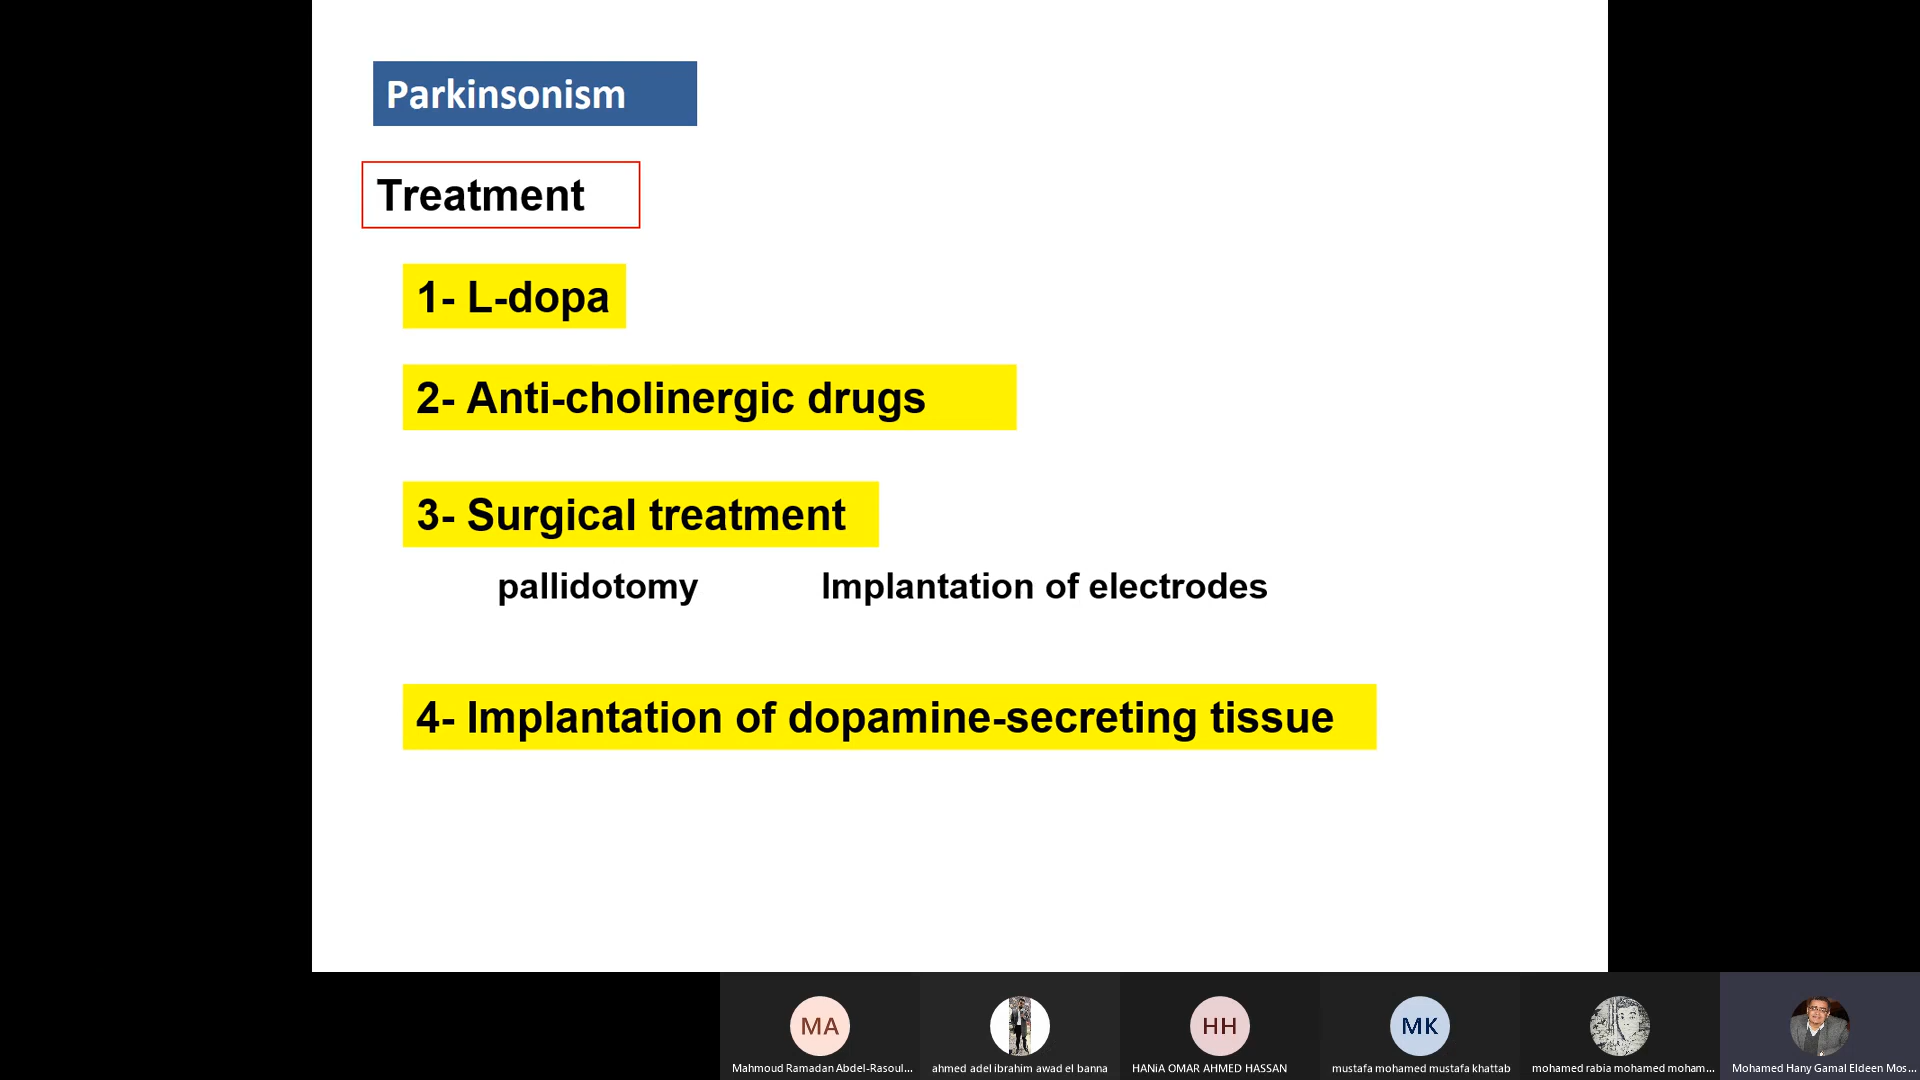 Parkinsonism
Treatment
1- L-dopa
2- Anti-cholinergic drugs
3- Surgical treatment
pallidotomy Implantation of electrodes
4- Implantation of dopamine-secreting tissue
MA HH MK
Mahmoud Ramadan Abdel-Rasoul... ahmed adel ibrahim awad el banna HANiA OMAR AHMED HASSAN mustafa mohamed mustafa khattab mohamed rabia mohamed moham... Mohamed Hany Gamal Eldeen Mos...